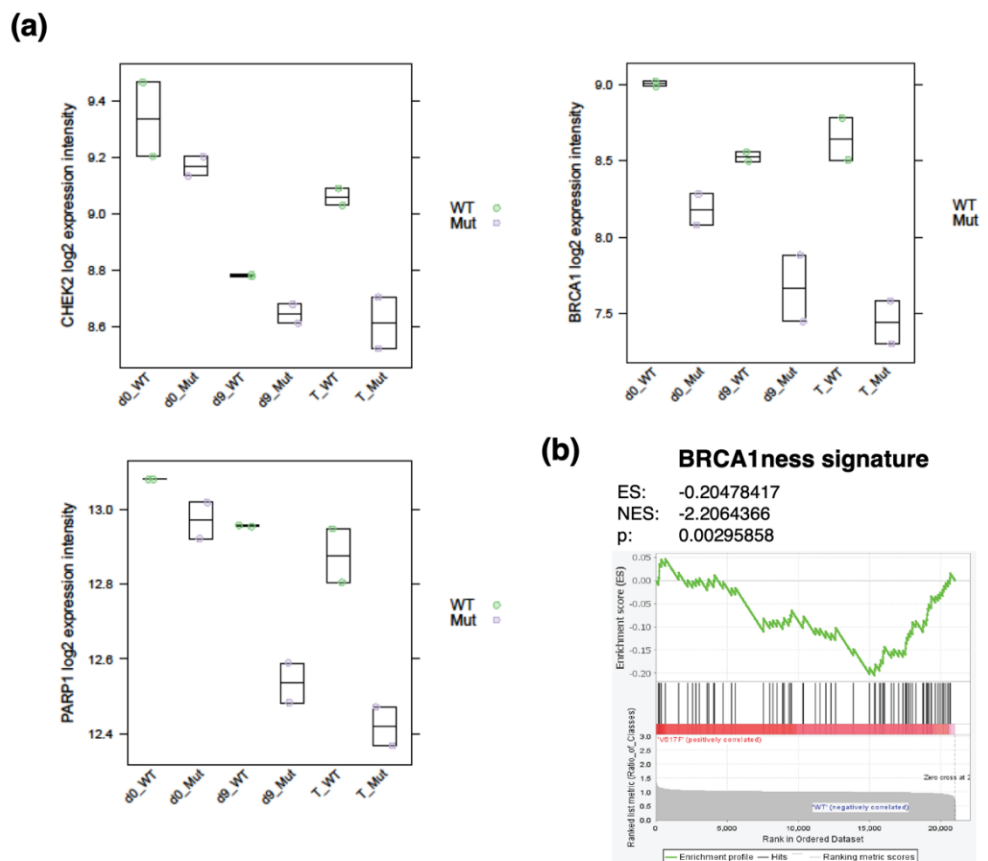 (a)
CHEK2 log2 expression intensity
9.4
9.2
9.0
8.8
8.6
d0_WT
d0_Mut
d9_WT
d9_Mut
T_WT
T_Mut
WT
Mut
BRCA1 log2 expression intensity
9.0
8.5
8.0
7.5
d0_WT
d0_Mut
d9_WT
d9_Mut
T_WT
T_Mut
WT
Mut
PARP1 log2 expression intensity
13.0
12.8
12.6
12.4
d0_WT
d0_Mut
d9_WT
d9_Mut
T_WT
T_Mut
WT
Mut
(b)
BRCA1ness signature
ES: -0.20478417
NES: -2.2064366
p: 0.00295858
Enrichment score (ES)
0.05
0.00
-0.05
-0.10
-0.15
-0.20
'V617F' (positively correlated)
Ranked list metric (Ratio_of_Classes)
3.0
2.5
2.0
1.5
1.0
0.5
0.0
Zero cross at 2
'WT' (negatively correlated)
0 5,000 10,000 15,000 20,000
Rank in Ordered Dataset
Enrichment profile Hits Ranking metric scores